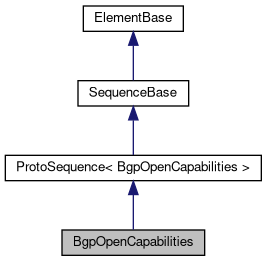 ElementBase
SequenceBase
ProtoSequence< BgpOpenCapabilities >
BgpOpenCapabilities